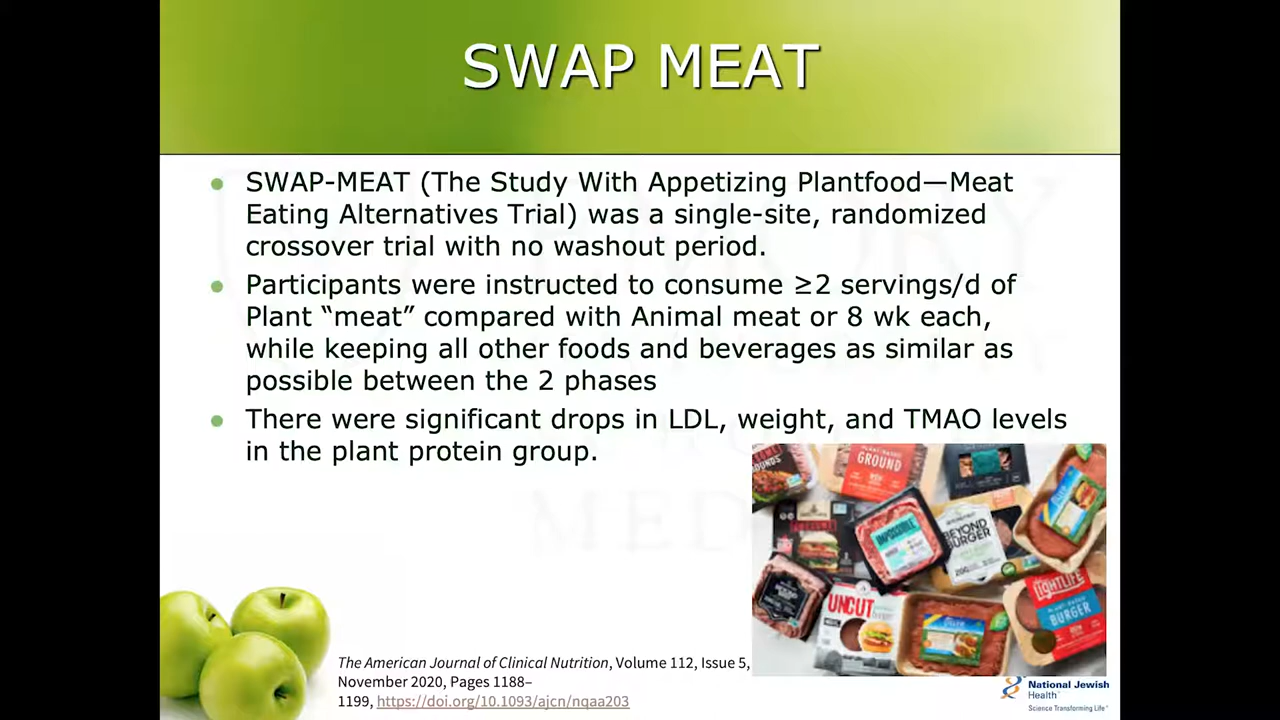 SWAP MEAT
SWAP-MEAT (The Study With Appetizing Plantfood—Meat
Eating Alternatives Trial) was a single-site, randomized
crossover trial with no washout period.
Participants were instructed to consume ≥2 servings/d of
Plant “meat” compared with Animal meat or 8 wk each,
while keeping all other foods and beverages as similar as
possible between the 2 phases
There were significant drops in LDL, weight, and TMAO levels
in the plant protein group.
GROUND
IMPOSSIBLE
BEYOND
BURGER
UNCUT
LIGHTLIFE
PLANT-BASED
BURGER
The American Journal of Clinical Nutrition, Volume 112, Issue 5,
November 2020, Pages 1188–
1199, https://doi.org/10.1093/ajcn/nqaa203
National Jewish
Health
Science Transforming Life